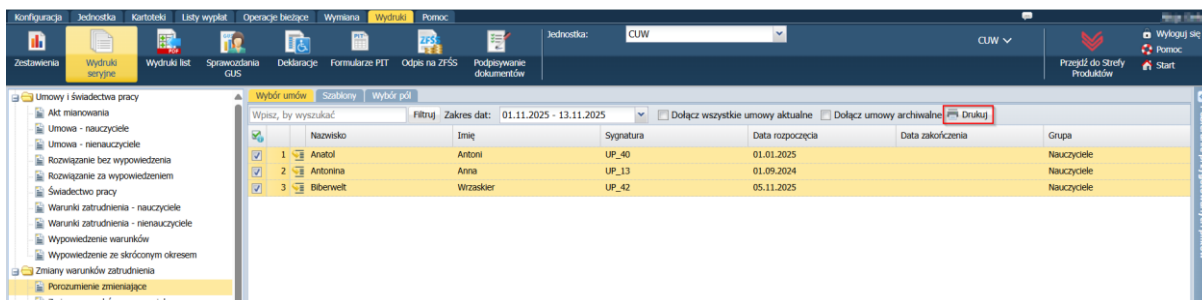 Konfiguracja Jednostka Kartoteki Listy wypłat Operacje bieżące Wymiana Wydruki Pomoc
Zestawienia
Wydruki seryjne
Wydruki list
Sprawozdania GUS
Deklaracje
Formularze PIT
Odpis na ZFŚS
Podpisywanie dokumentów
Jednostka: CUW
CUW
Przejdź do Strefy Produktów
Wyloguj się
Pomoc
Start
Umowy i świadectwa pracy
Akt mianowania
Umowa - nauczyciele
Umowa - nienauczyciele
Rozwiązanie bez wypowiedzenia
Rozwiązanie za wypowiedzeniem
Świadectwo pracy
Warunki zatrudnienia - nauczyciele
Warunki zatrudnienia - nienauczyciele
Wypowiedzenie warunków
Wypowiedzenie ze skróconym okresem
Zmiany warunków zatrudnienia
Porozumienie zmieniające
Wybór umów Szablony Wybór pól
Wpisz, by wyszukać Filtruj Zakres dat: 01.11.2025 - 13.11.2025 Dołącz wszystkie umowy aktualne Dołącz umowy archiwalne Drukuj
Nazwisko Imię Sygnatura Data rozpoczęcia Data zakończenia Grupa
1 Anatol Antoni UP_40 01.01.2025 Nauczyciele
2 Antonina Anna UP_13 01.09.2024 Nauczyciele
3 Biberwelt Wrzaskier UP_42 05.11.2025 Nauczyciele